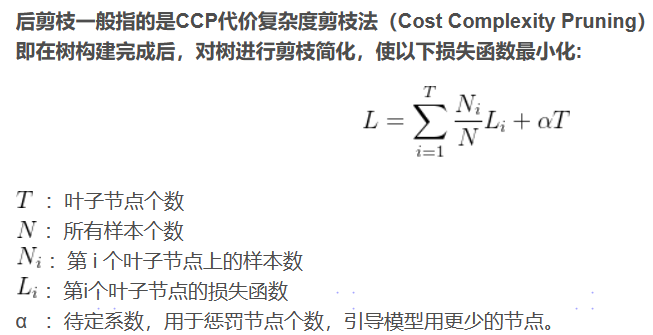 后剪枝一般指的是CCP代价复杂度剪枝法（Cost Complexity Pruning）
即在树构建完成后，对树进行剪枝简化，使以下损失函数最小化:
L = \sum_{i=1}^{T} \frac{N_i}{N} L_i + αT
T ：叶子节点个数
N ：所有样本个数
N_i ：第 i 个叶子节点上的样本数
L_i ：第i个叶子节点的损失函数
α ：待定系数，用于惩罚节点个数，引导模型用更少的节点。